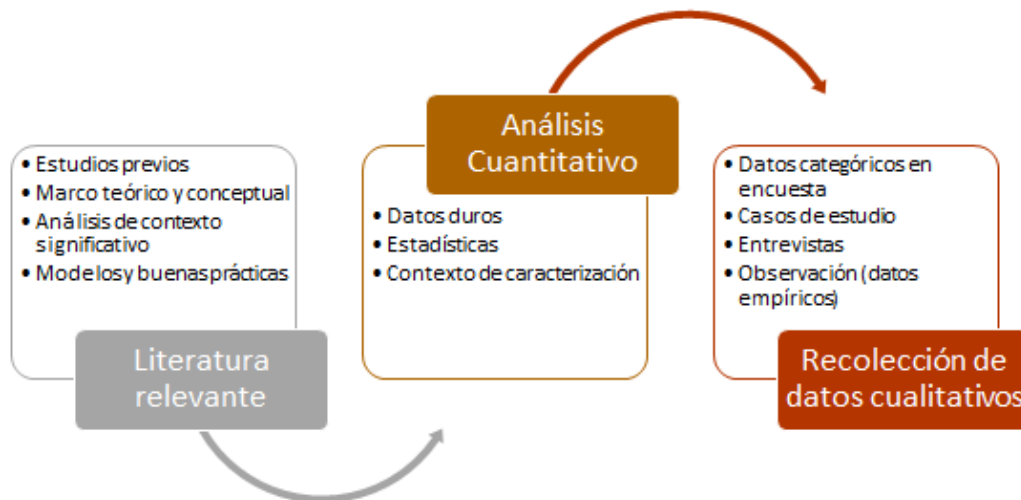 • Estudios previos
• Marco teórico y conceptual
• Análisis de contexto
significativo
• Modelos y buenas prácticas
Literatura
relevante
Análisis
Cuantitativo
• Datos duros
• Estadísticas
• Contexto de caracterización
• Datos categóricos en
encuesta
• Casos de estudio
• Entrevistas
• Observación (datos
empíricos)
Recolección de
datos cualitativos